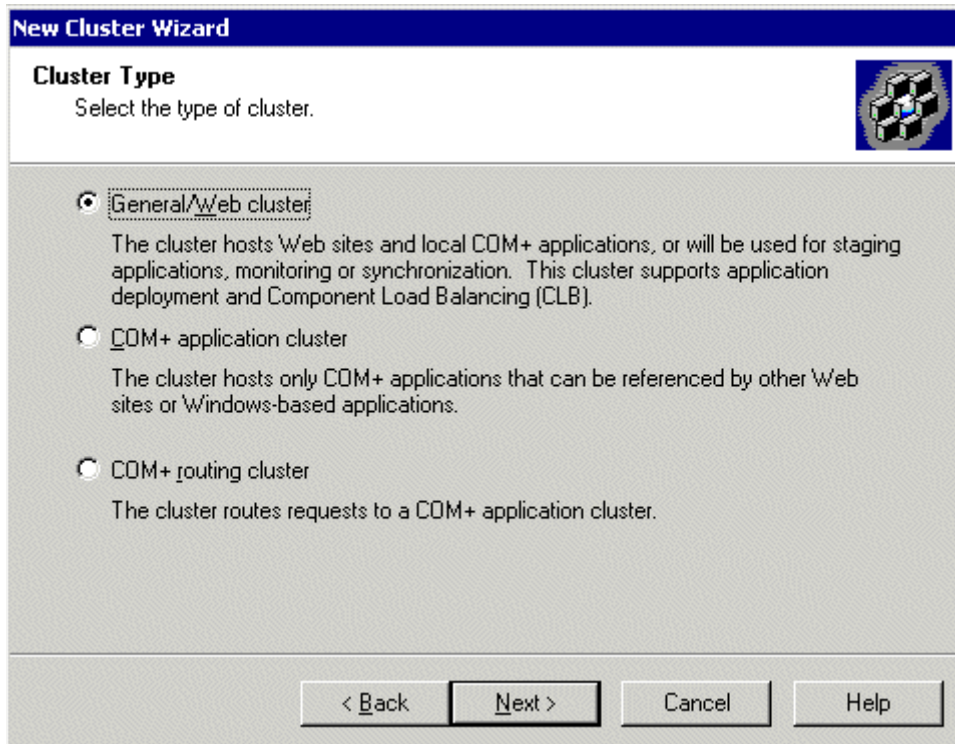 New Cluster Wizard
Cluster Type
Select the type of cluster.
General/Web cluster
The cluster hosts Web sites and local COM+ applications, or will be used for staging
applications, monitoring or synchronization.  This cluster supports application
deployment and Component Load Balancing (CLB).
COM+ application cluster
The cluster hosts only COM+ applications that can be referenced by other Web
sites or Windows-based applications.
COM+ routing cluster
The cluster routes requests to a COM+ application cluster.
< Back Next > Cancel Help